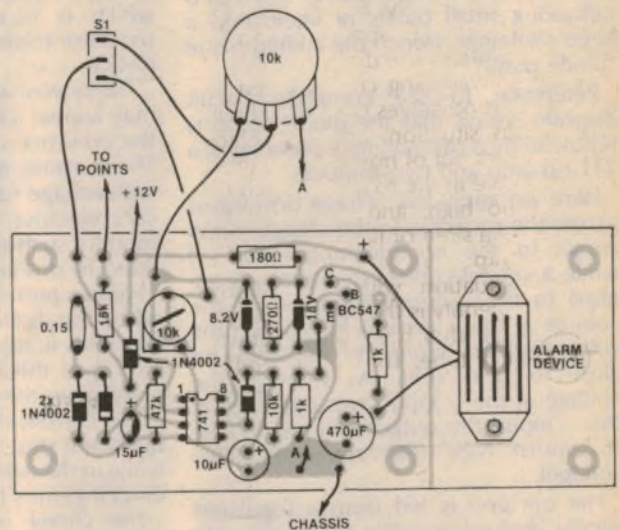 S1
10k
TO
POINTS
+12V
A
180Ω
+
0.15
18k
10k
8.2V
270Ω
18V
C
B
E
BC547
1k
ALARM
DEVICE
1N4002
2x
1N4002
+
15µF
47k
1
8
741
10k
1k
A
10µF
+
470µF
+
CHASSIS